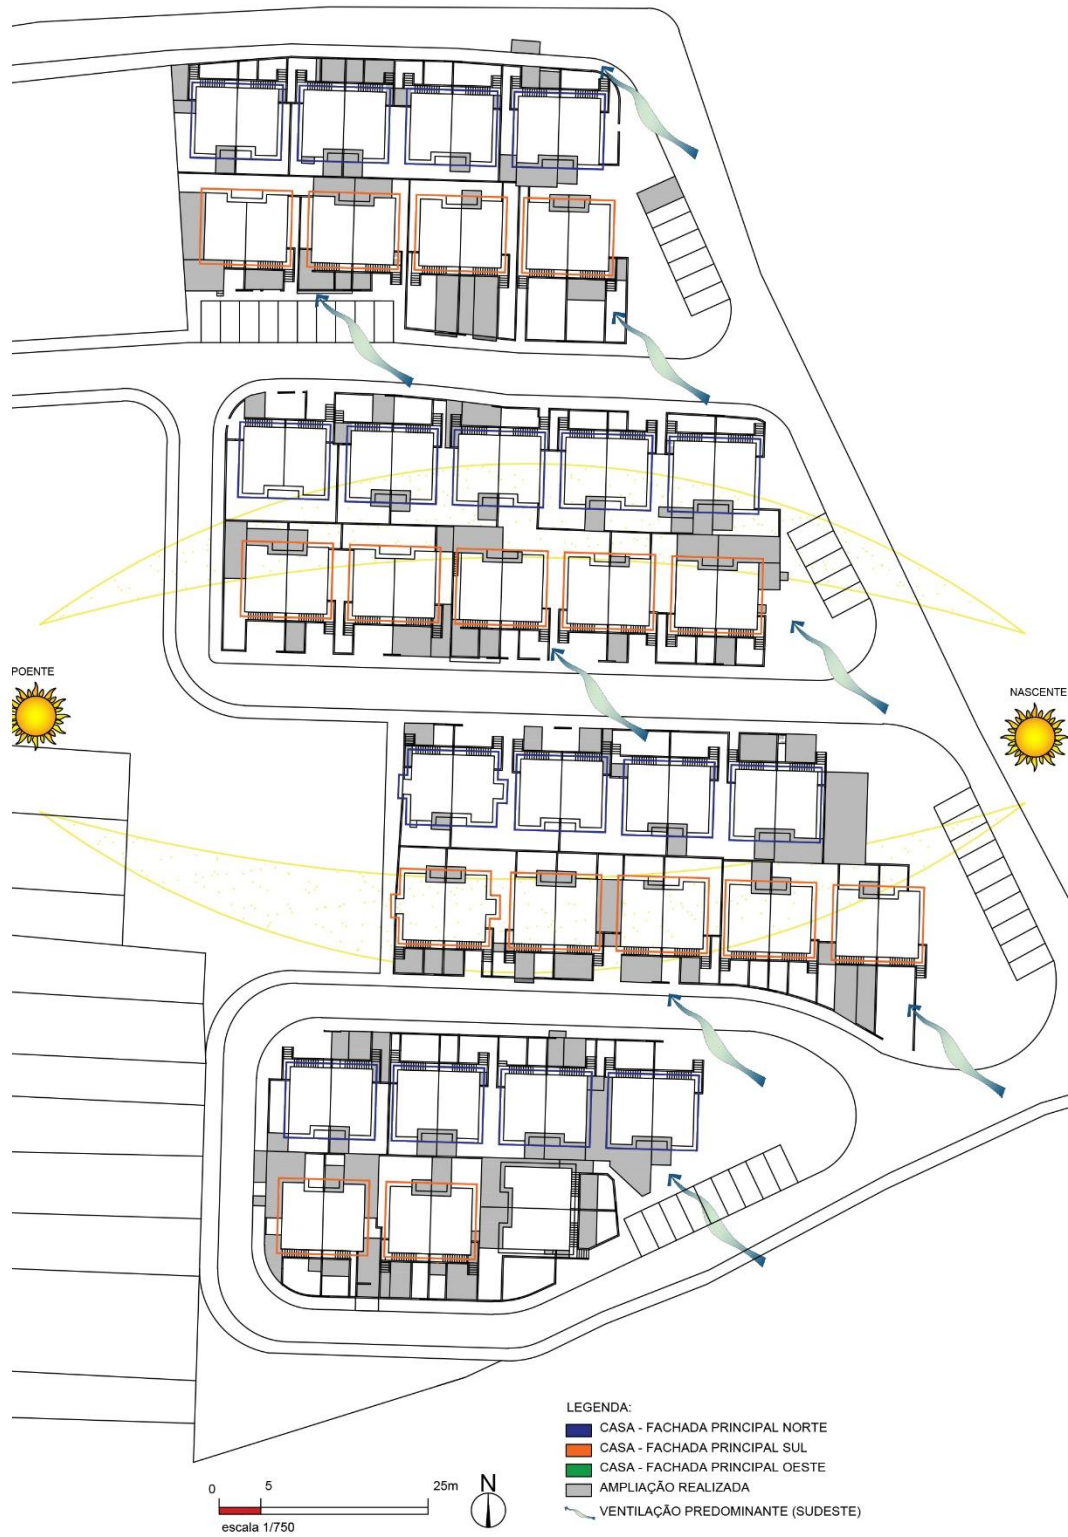 POENTE
NASCENTE
LEGENDA:
CASA - FACHADA PRINCIPAL NORTE
CASA - FACHADA PRINCIPAL SUL
CASA - FACHADA PRINCIPAL OESTE
AMPLIAÇÃO REALIZADA
VENTILAÇÃO PREDOMINANTE (SUDESTE)
0 5 25m
escala 1/750
N